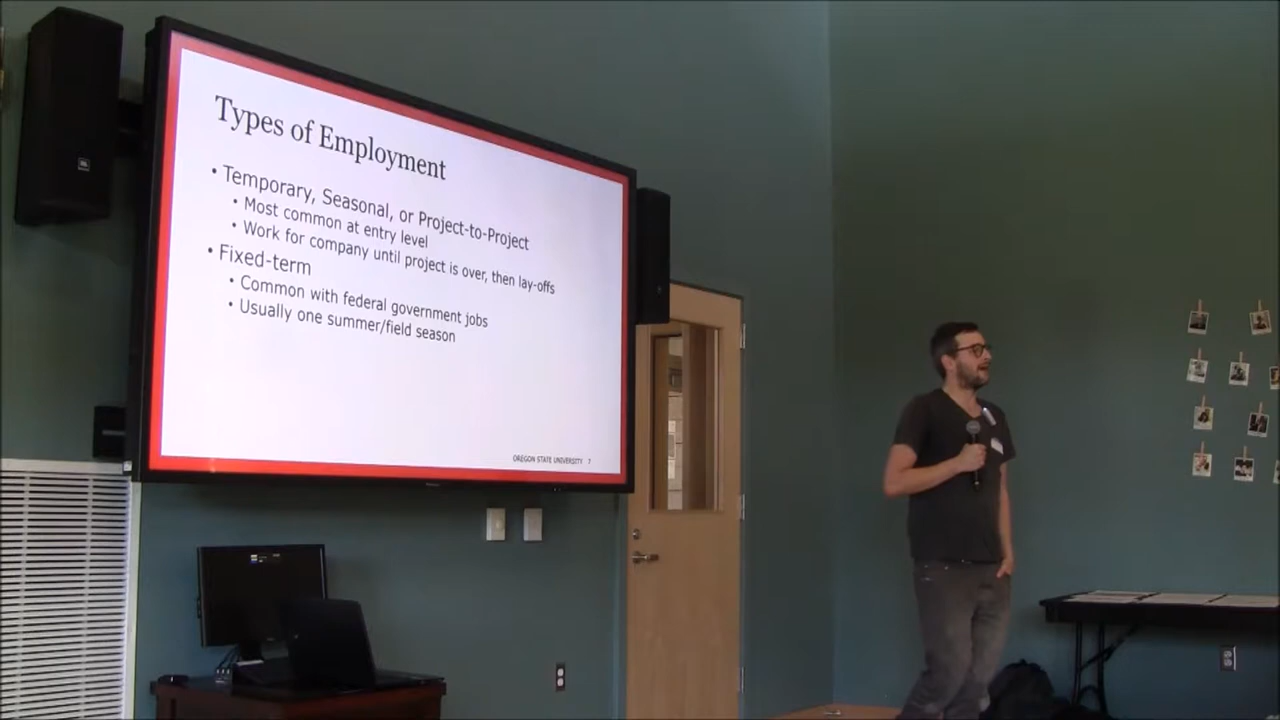 Types of Employment
• Temporary, Seasonal, or Project-to-Project
• Most common at entry level
• Work for company until project is over, then lay-offs
• Fixed-term
• Common with federal government jobs
• Usually one summer/field season
OREGON STATE UNIVERSITY 7
JBL